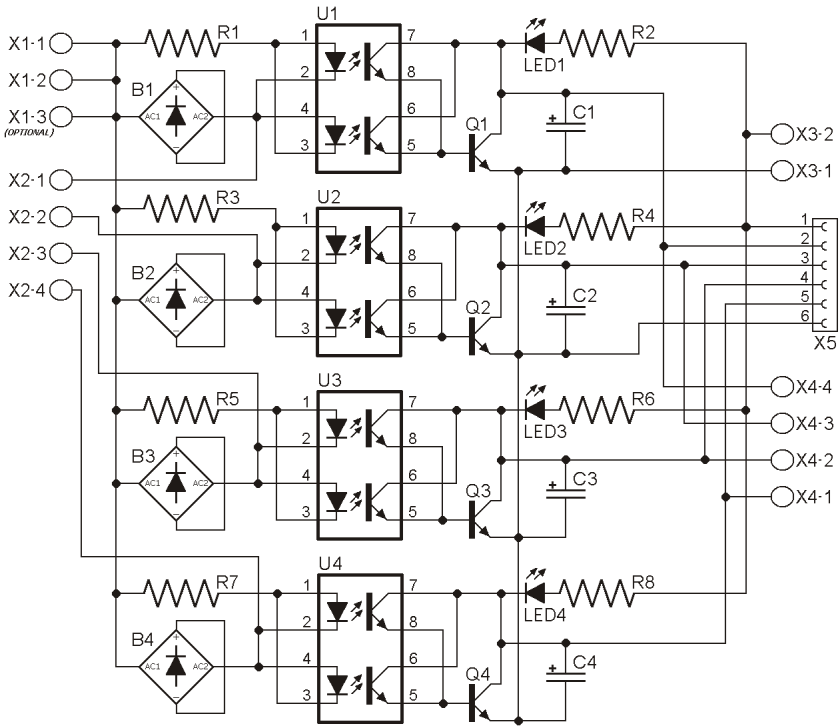 X1-1
X1-2
X1-3
(OPTIONAL)
X2-1
X2-2
X2-3
X2-4
R1
B1
+
AC1 AC2
−
U1
1 7
2 8
4 6
3 5
Q1
LED1
R2
+ C1
X3-2
X3-1
R3
B2
+
AC1 AC2
−
U2
1 7
2 8
4 6
3 5
Q2
LED2
R4
+ C2
1
2
3
4
5
6
X5
X4-4
X4-3
X4-2
X4-1
R5
B3
+
AC1 AC2
−
U3
1 7
2 8
4 6
3 5
Q3
LED3
R6
+ C3
R7
B4
+
AC1 AC2
−
U4
1 7
2 8
4 6
3 5
Q4
LED4
R8
+ C4